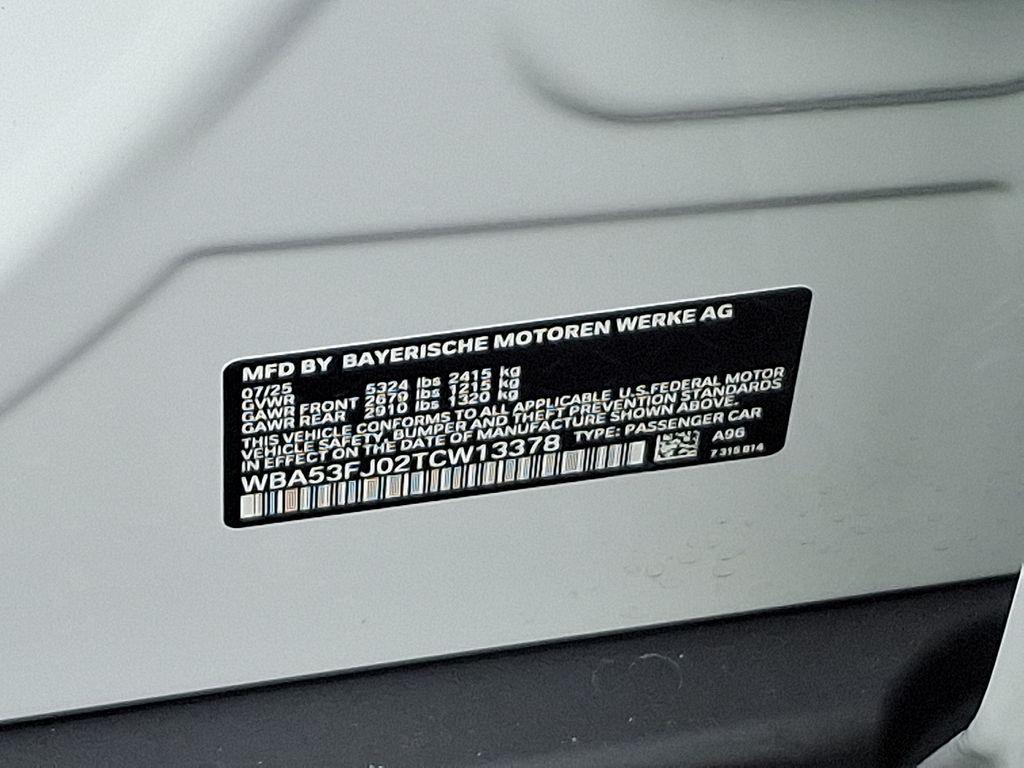 MFD BY BAYERISCHE MOTOREN WERKE AG
07/25
GVWR 5324 lbs 2415 kg
GAWR FRONT 2679 lbs 1215 kg
GAWR REAR 2910 lbs 1320 kg
THIS VEHICLE CONFORMS TO ALL APPLICABLE U.S.FEDERAL MOTOR
VEHICLE SAFETY, BUMPER AND THEFT PREVENTION STANDARDS
IN EFFECT ON THE DATE OF MANUFACTURE SHOWN ABOVE.
WBA53FJ02TCW13378 TYPE: PASSENGER CAR
A96
7 316 814